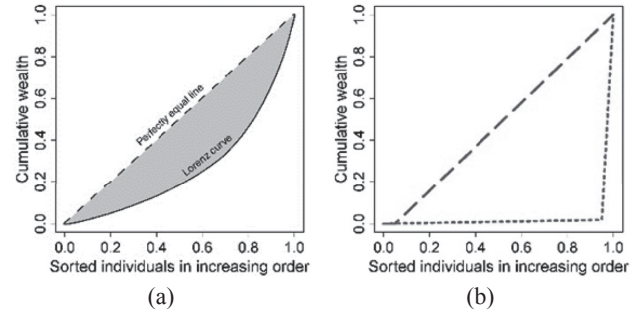 1.0
0.8
0.6
0.4
0.2
0.0
Cumulative wealth
Perfectly equal line
Lorenz curve
0.0 0.2 0.4 0.6 0.8 1.0
Sorted individuals in increasing order
(a)
1.0
0.8
0.6
0.4
0.2
0.0
Cumulative wealth
0.0 0.2 0.4 0.6 0.8 1.0
Sorted individuals in increasing order
(b)